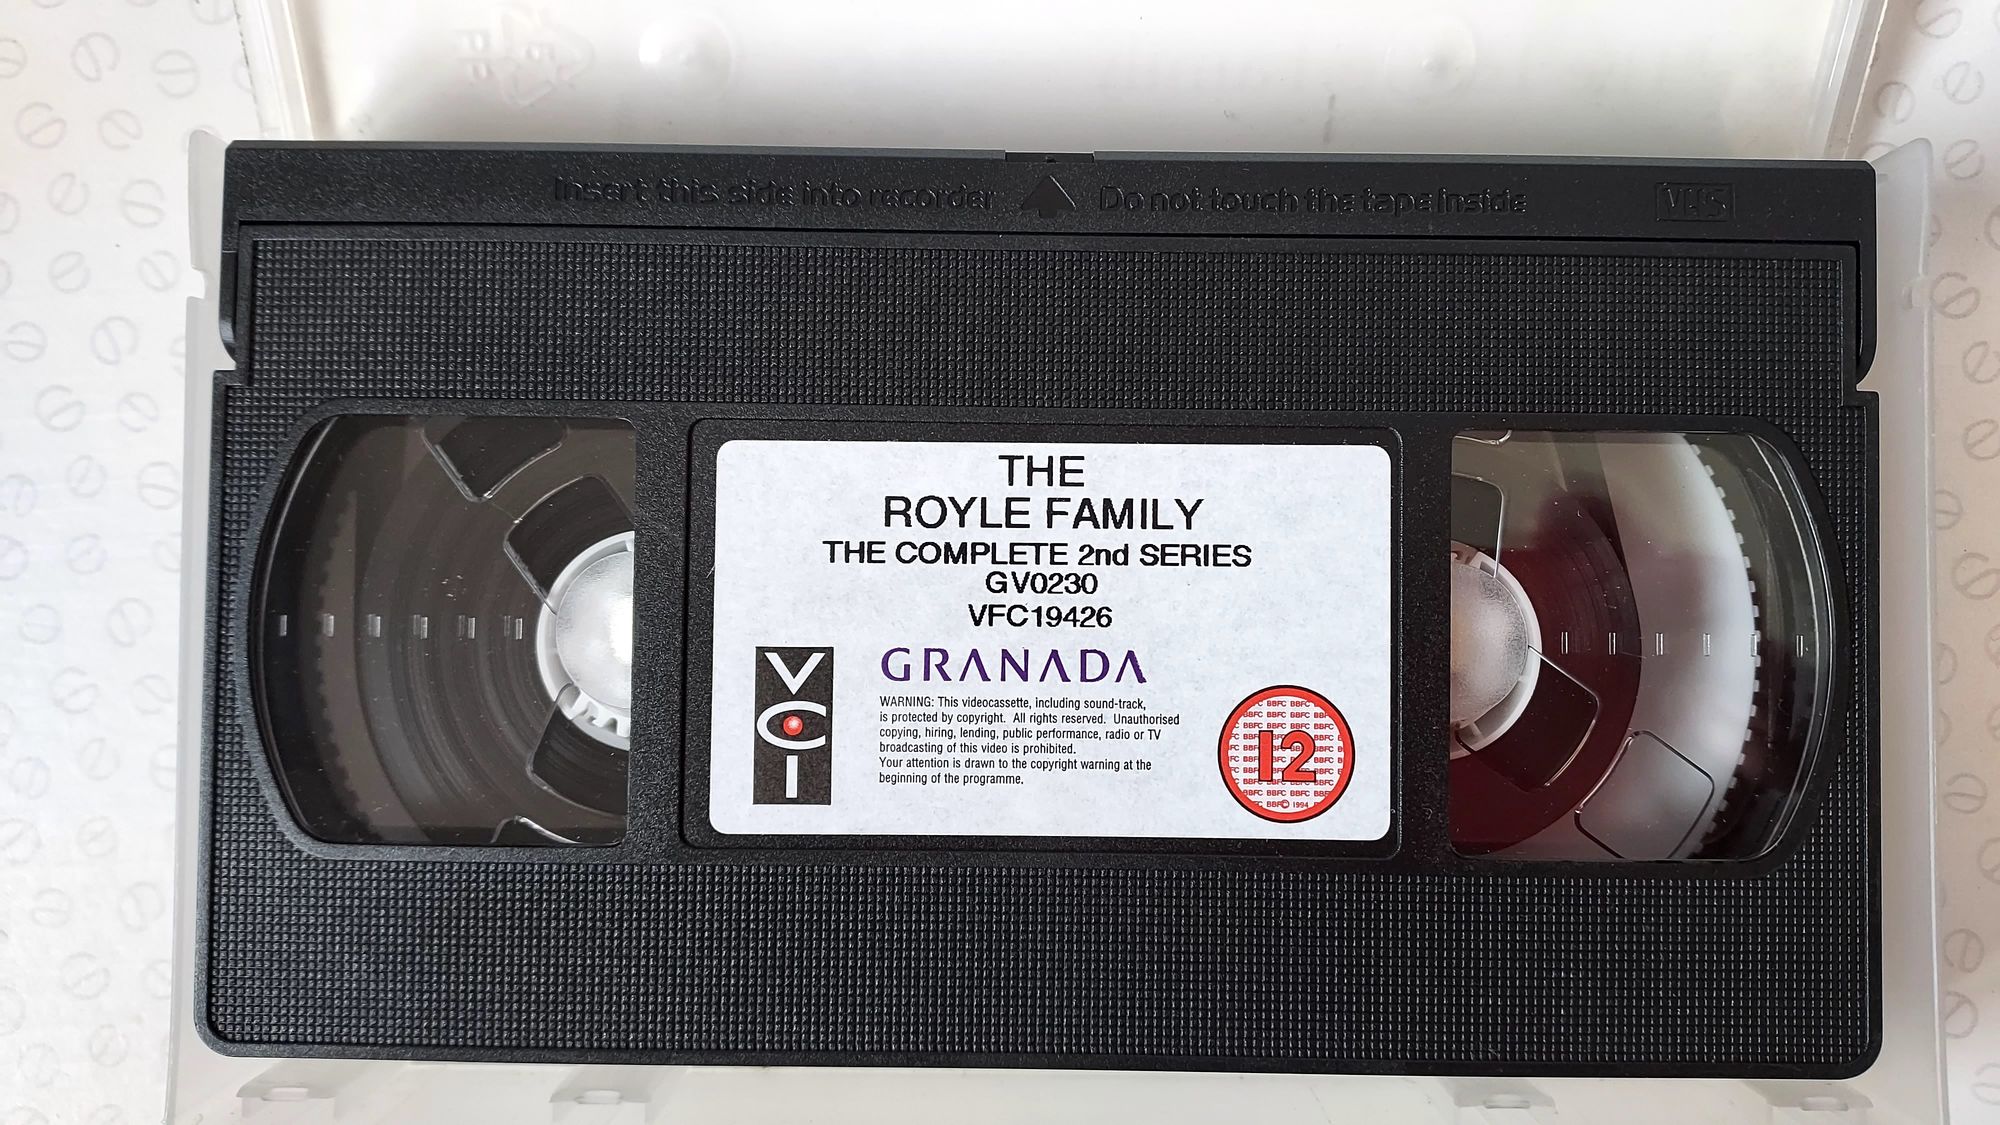 Insert this side into recorder Do not touch the tape inside VHS
THE
ROYLE FAMILY
THE COMPLETE 2nd SERIES
GV0230
VFC19426
VCI
GRANADA
WARNING: This videocassette, including sound-track,
is protected by copyright. All rights reserved. Unauthorised
copying, hiring, lending, public performance, radio or TV
broadcasting of this video is prohibited.
Your attention is drawn to the copyright warning at the
beginning of the programme.
12
BBFC © 1994